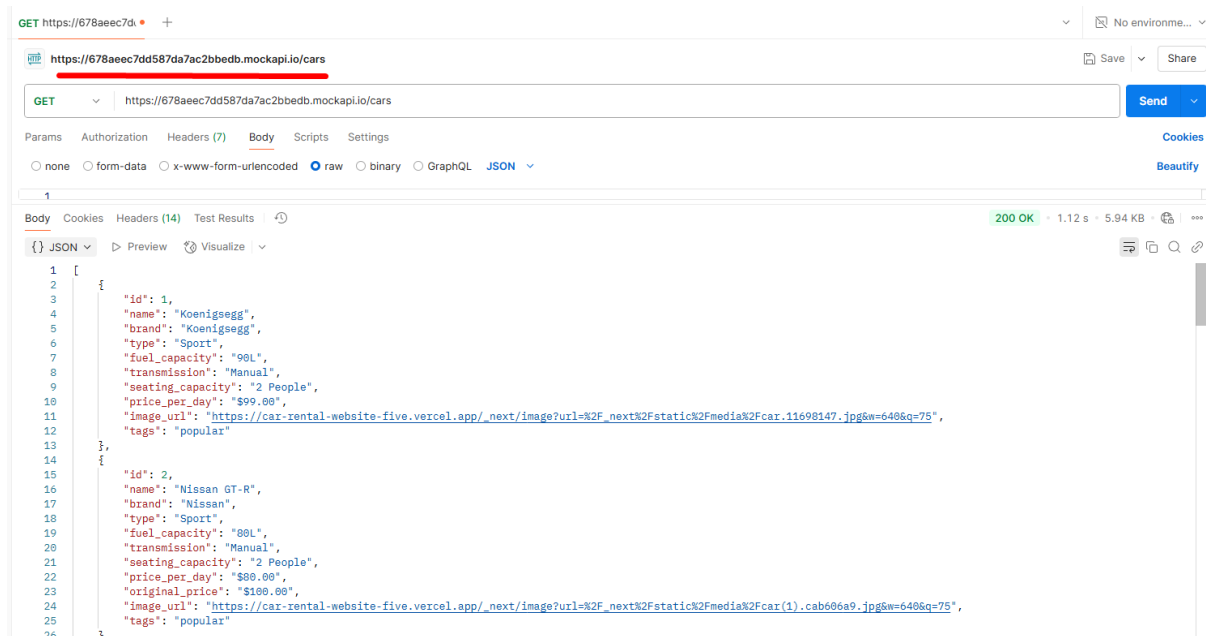 GET https://678aeec7d
No environme...
HTTP https://678aeec7dd587da7ac2bbedb.mockapi.io/cars
Save Share
GET https://678aeec7dd587da7ac2bbedb.mockapi.io/cars Send
Params Authorization Headers (7) Body Scripts Settings Cookies
none form-data x-www-form-urlencoded raw binary GraphQL JSON Beautify
1
Body Cookies Headers (14) Test Results 200 OK 1.12 s 5.94 KB
{} JSON Preview Visualize
1 [
2 {
3 "id": 1,
4 "name": "Koenigsegg",
5 "brand": "Koenigsegg",
6 "type": "Sport",
7 "fuel_capacity": "90L",
8 "transmission": "Manual",
9 "seating_capacity": "2 People",
10 "price_per_day": "$99.00",
11 "image_url": "https://car-rental-website-five.vercel.app/_next/image?url=%2F_next%2Fstatic%2Fmedia%2Fcar.11698147.jpg&w=640&q=75",
12 "tags": "popular"
13 },
14 {
15 "id": 2,
16 "name": "Nissan GT-R",
17 "brand": "Nissan",
18 "type": "Sport",
19 "fuel_capacity": "80L",
20 "transmission": "Manual",
21 "seating_capacity": "2 People",
22 "price_per_day": "$80.00",
23 "original_price": "$100.00",
24 "image_url": "https://car-rental-website-five.vercel.app/_next/image?url=%2F_next%2Fstatic%2Fmedia%2Fcar(1).cab606a9.jpg&w=640&q=75",
25 "tags": "popular"
26 }